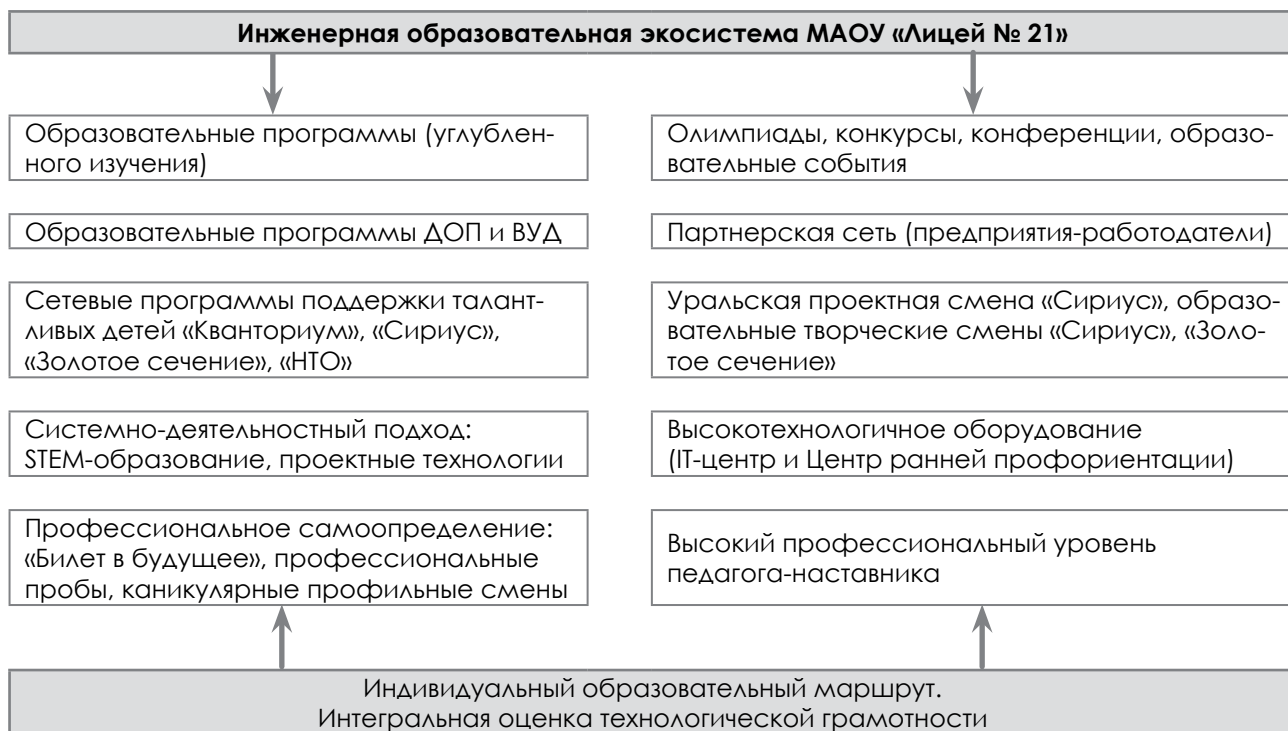 Инженерная образовательная экосистема МАОУ «Лицей № 21»
Образовательные программы (углублен-
ного изучения)
Олимпиады, конкурсы, конференции, образо-
вательные события
Образовательные программы ДОП и ВУД
Партнерская сеть (предприятия-работодатели)
Сетевые программы поддержки талант-
ливых детей «Кванториум», «Сириус»,
«Золотое сечение», «НТО»
Уральская проектная смена «Сириус», образо-
вательные творческие смены «Сириус», «Золо-
тое сечение»
Системно-деятельностный подход:
STEM-образование, проектные технологии
Высокотехнологичное оборудование
(IT-центр и Центр ранней профориентации)
Профессиональное самоопределение:
«Билет в будущее», профессиональные
пробы, каникулярные профильные смены
Высокий профессиональный уровень
педагога-наставника
Индивидуальный образовательный маршрут.
Интегральная оценка технологической грамотности